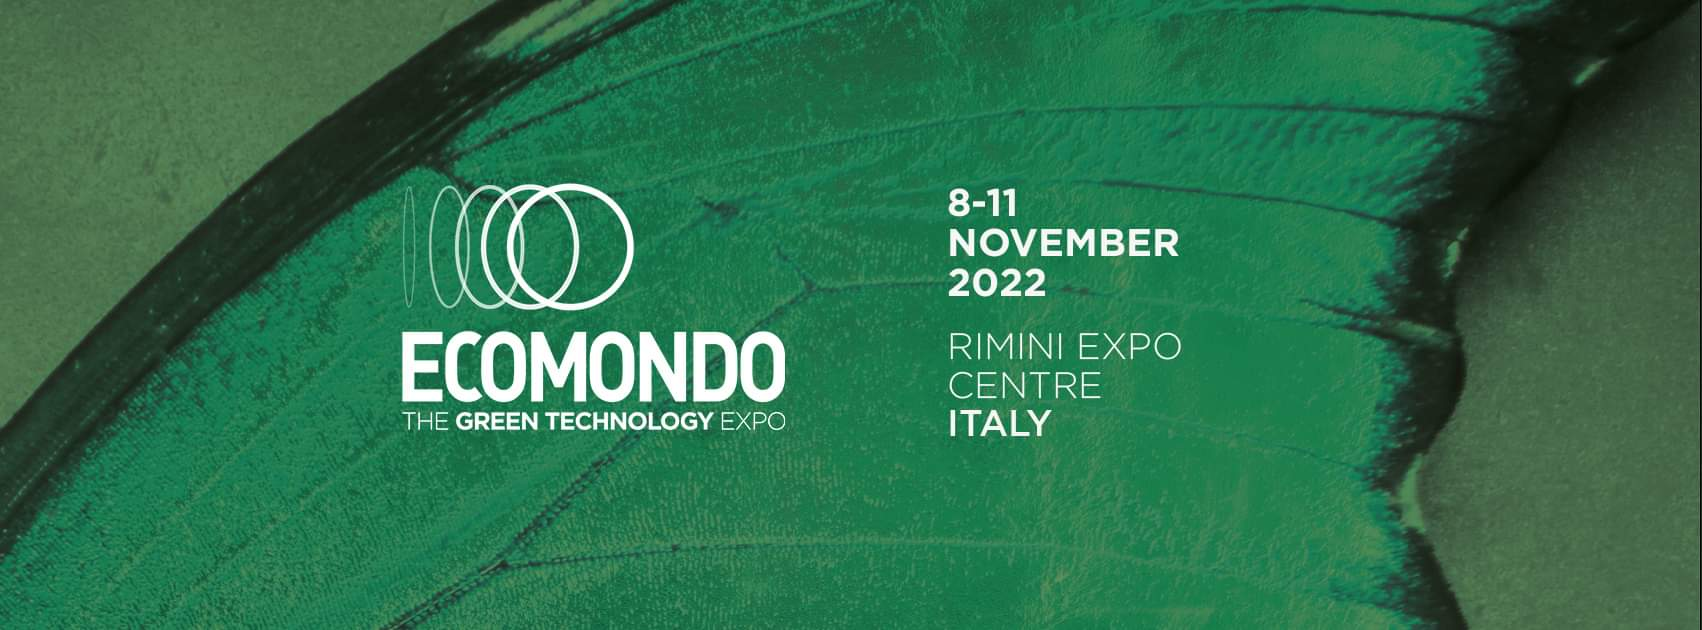 ECOMONDO
THE GREEN TECHNOLOGY EXPO
8-11
NOVEMBER
2022
RIMINI EXPO
CENTRE
ITALY